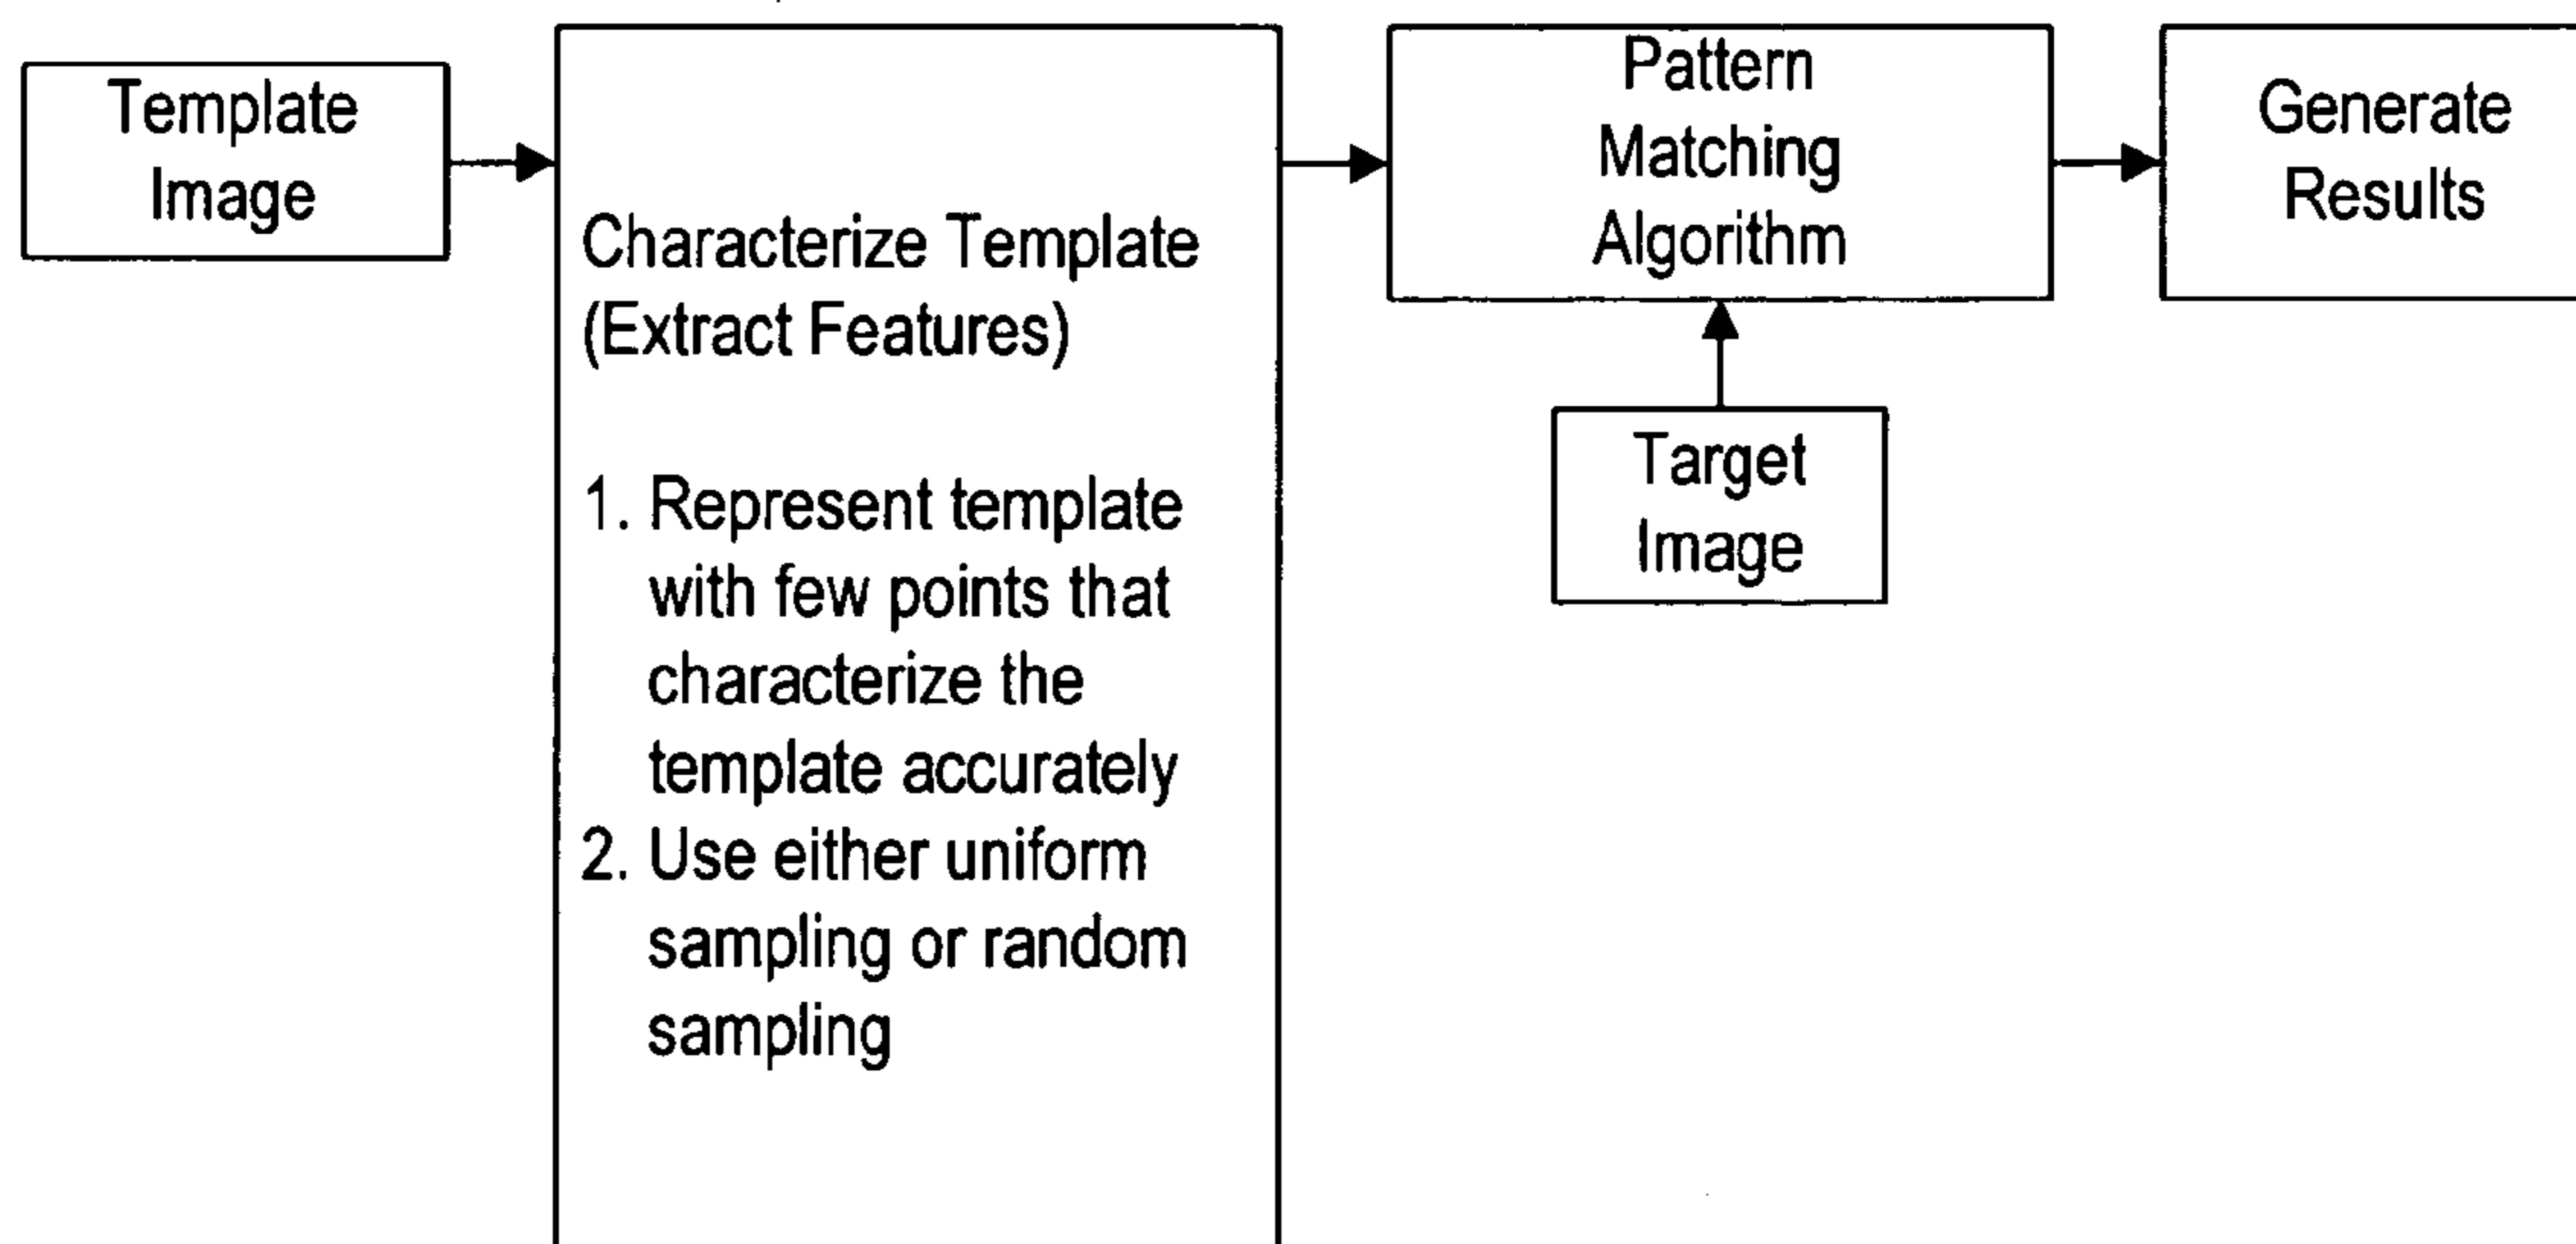 Template
Image
Characterize Template
(Extract Features)
1. Represent template
with few points that
characterize the
template accurately
2. Use either uniform
sampling or random
sampling
Pattern
Matching
Algorithm
Target
Image
Generate
Results